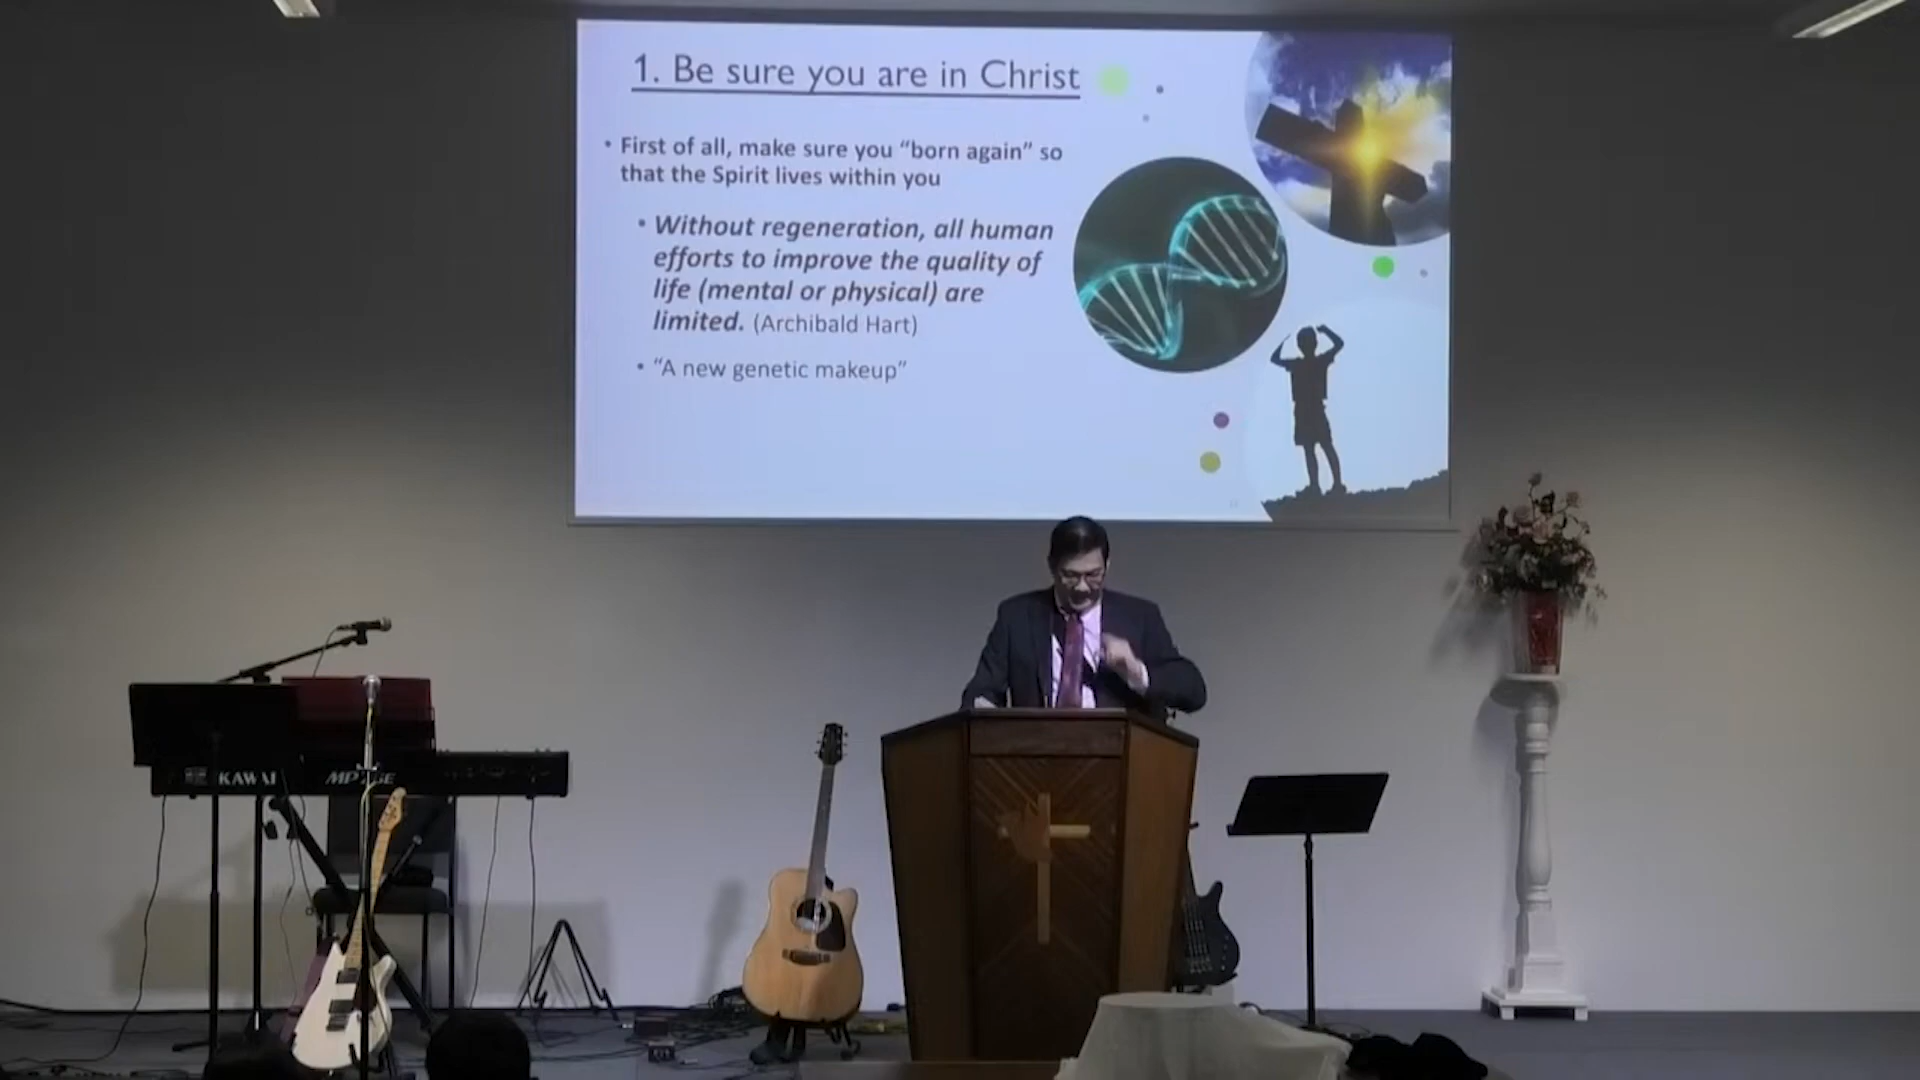 1. Be sure you are in Christ
• First of all, make sure you “born again” so
that the Spirit lives within you
• Without regeneration, all human
efforts to improve the quality of
life (mental or physical) are
limited. (Archibald Hart)
• “A new genetic makeup”
KAWAI